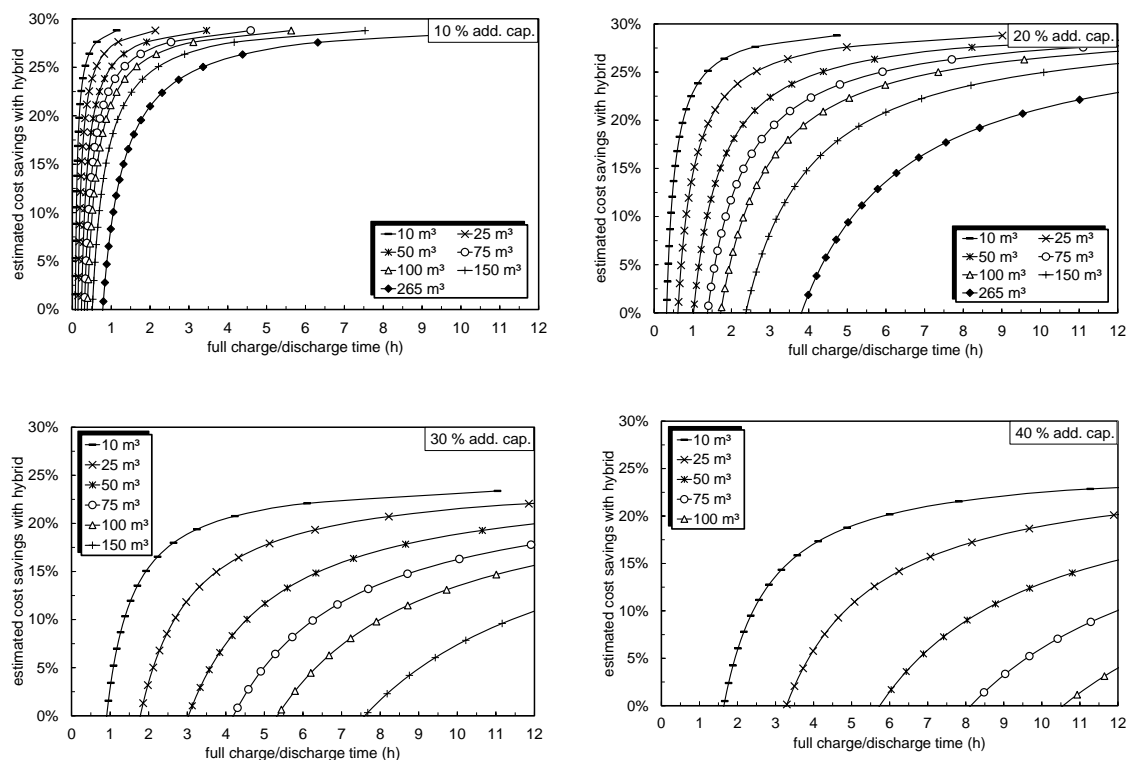 30%
25%
20%
15%
10%
5%
0%
estimated cost savings with hybrid
10 % add. cap.
10 m³ 25 m³
50 m³ 75 m³
100 m³ 150 m³
265 m³
0 1 2 3 4 5 6 7 8 9 10 11 12
full charge/discharge time (h)
30%
25%
20%
15%
10%
5%
0%
estimated cost savings with hybrid
20 % add. cap.
10 m³ 25 m³
50 m³ 75 m³
100 m³ 150 m³
265 m³
0 1 2 3 4 5 6 7 8 9 10 11 12
full charge/discharge time (h)
30%
25%
20%
15%
10%
5%
0%
estimated cost savings with hybrid
30 % add. cap.
10 m³
25 m³
50 m³
75 m³
100 m³
150 m³
0 1 2 3 4 5 6 7 8 9 10 11 12
full charge/discharge time (h)
30%
25%
20%
15%
10%
5%
0%
estimated cost savings with hybrid
40 % add. cap.
10 m³
25 m³
50 m³
75 m³
100 m³
0 1 2 3 4 5 6 7 8 9 10 11 12
full charge/discharge time (h)